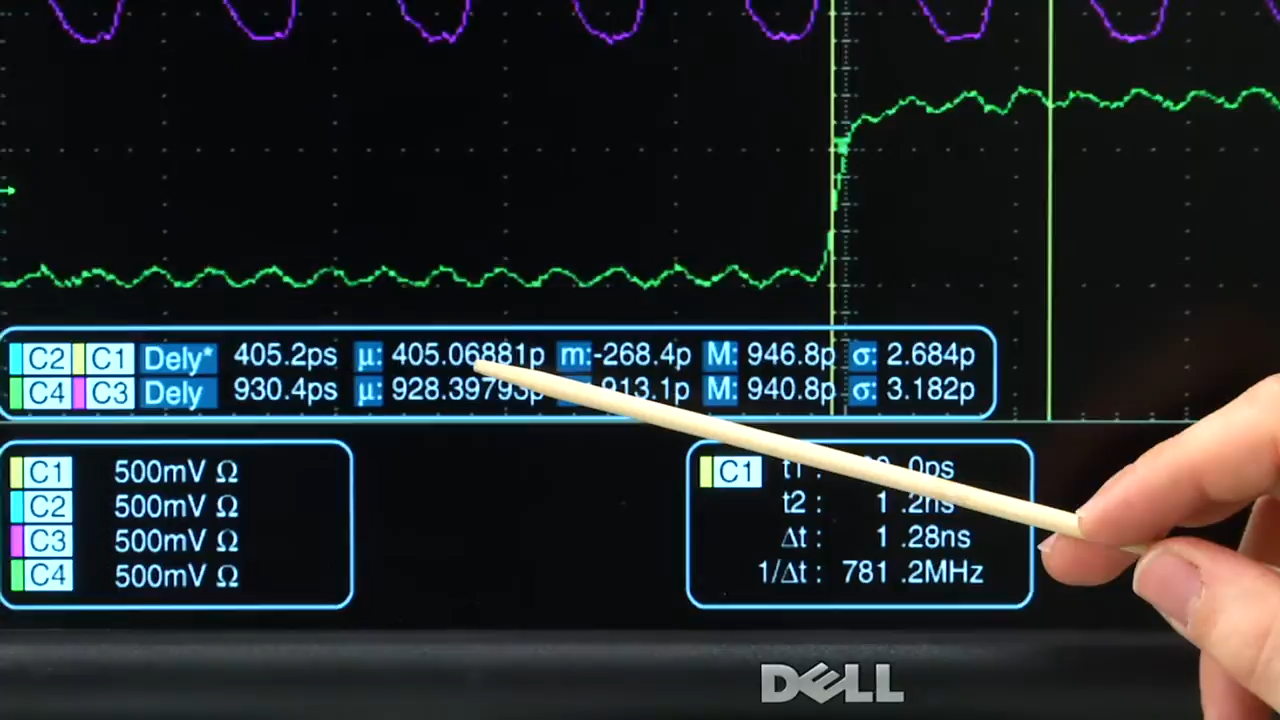 C2 C1 Dely* 405.2ps µ: 405.06881p m:-268.4p M: 946.8p σ: 2.684p
C4 C3 Dely 930.4ps µ: 928.39793p 913.1p M: 940.8p σ: 3.182p
C1 500mV Ω
C2 500mV Ω
C3 500mV Ω
C4 500mV Ω
C1 t1 : 0ps
t2 : 1.2ns
Δt : 1.28ns
1/Δt : 781.2MHz
DELL